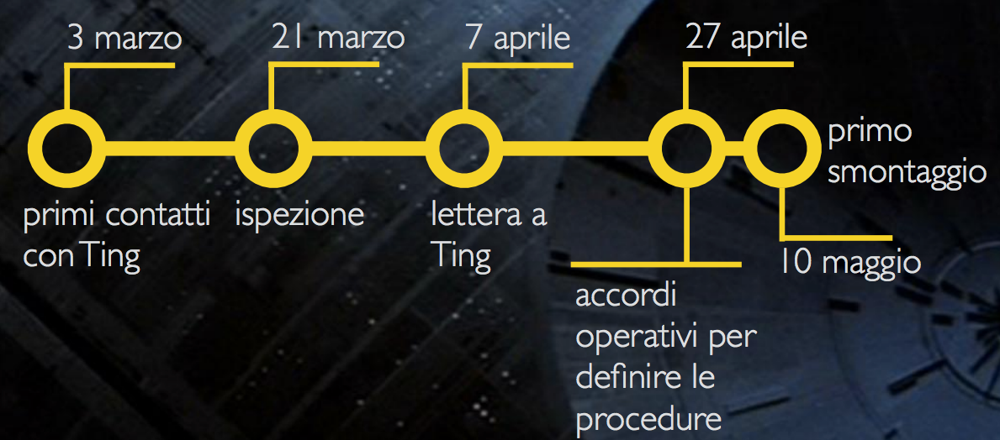 3 marzo
21 marzo
7 aprile
27 aprile
primi contatti
con Ting
ispezione
lettera a
Ting
accordi
operativi per
definire le
procedure
primo
smontaggio
10 maggio